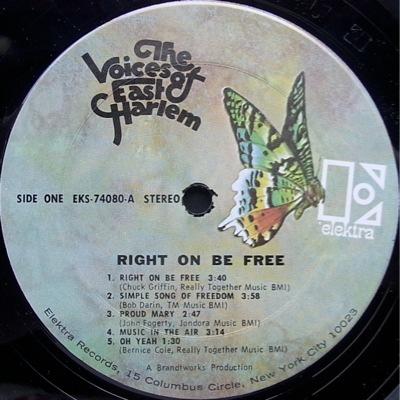 The
Voices of
East
Harlem
SIDE ONE EKS-74080-A STEREO
elektra
RIGHT ON BE FREE
1. RIGHT ON BE FREE 3:40
(Chuck Griffin, Really Together Music BMI)
2. SIMPLE SONG OF FREEDOM 3:58
(Bob Darin, TM Music BMI)
3. PROUD MARY 2:47
(John Fogerty, Jondora Music BMI)
4. MUSIC IN THE AIR 3:14
5. OH YEAH 1:30
(Bernice Cole, Really Together Music BMI)
A Brandtworks Production
Elektra Records, 15 Columbus Circle, New York City 10023